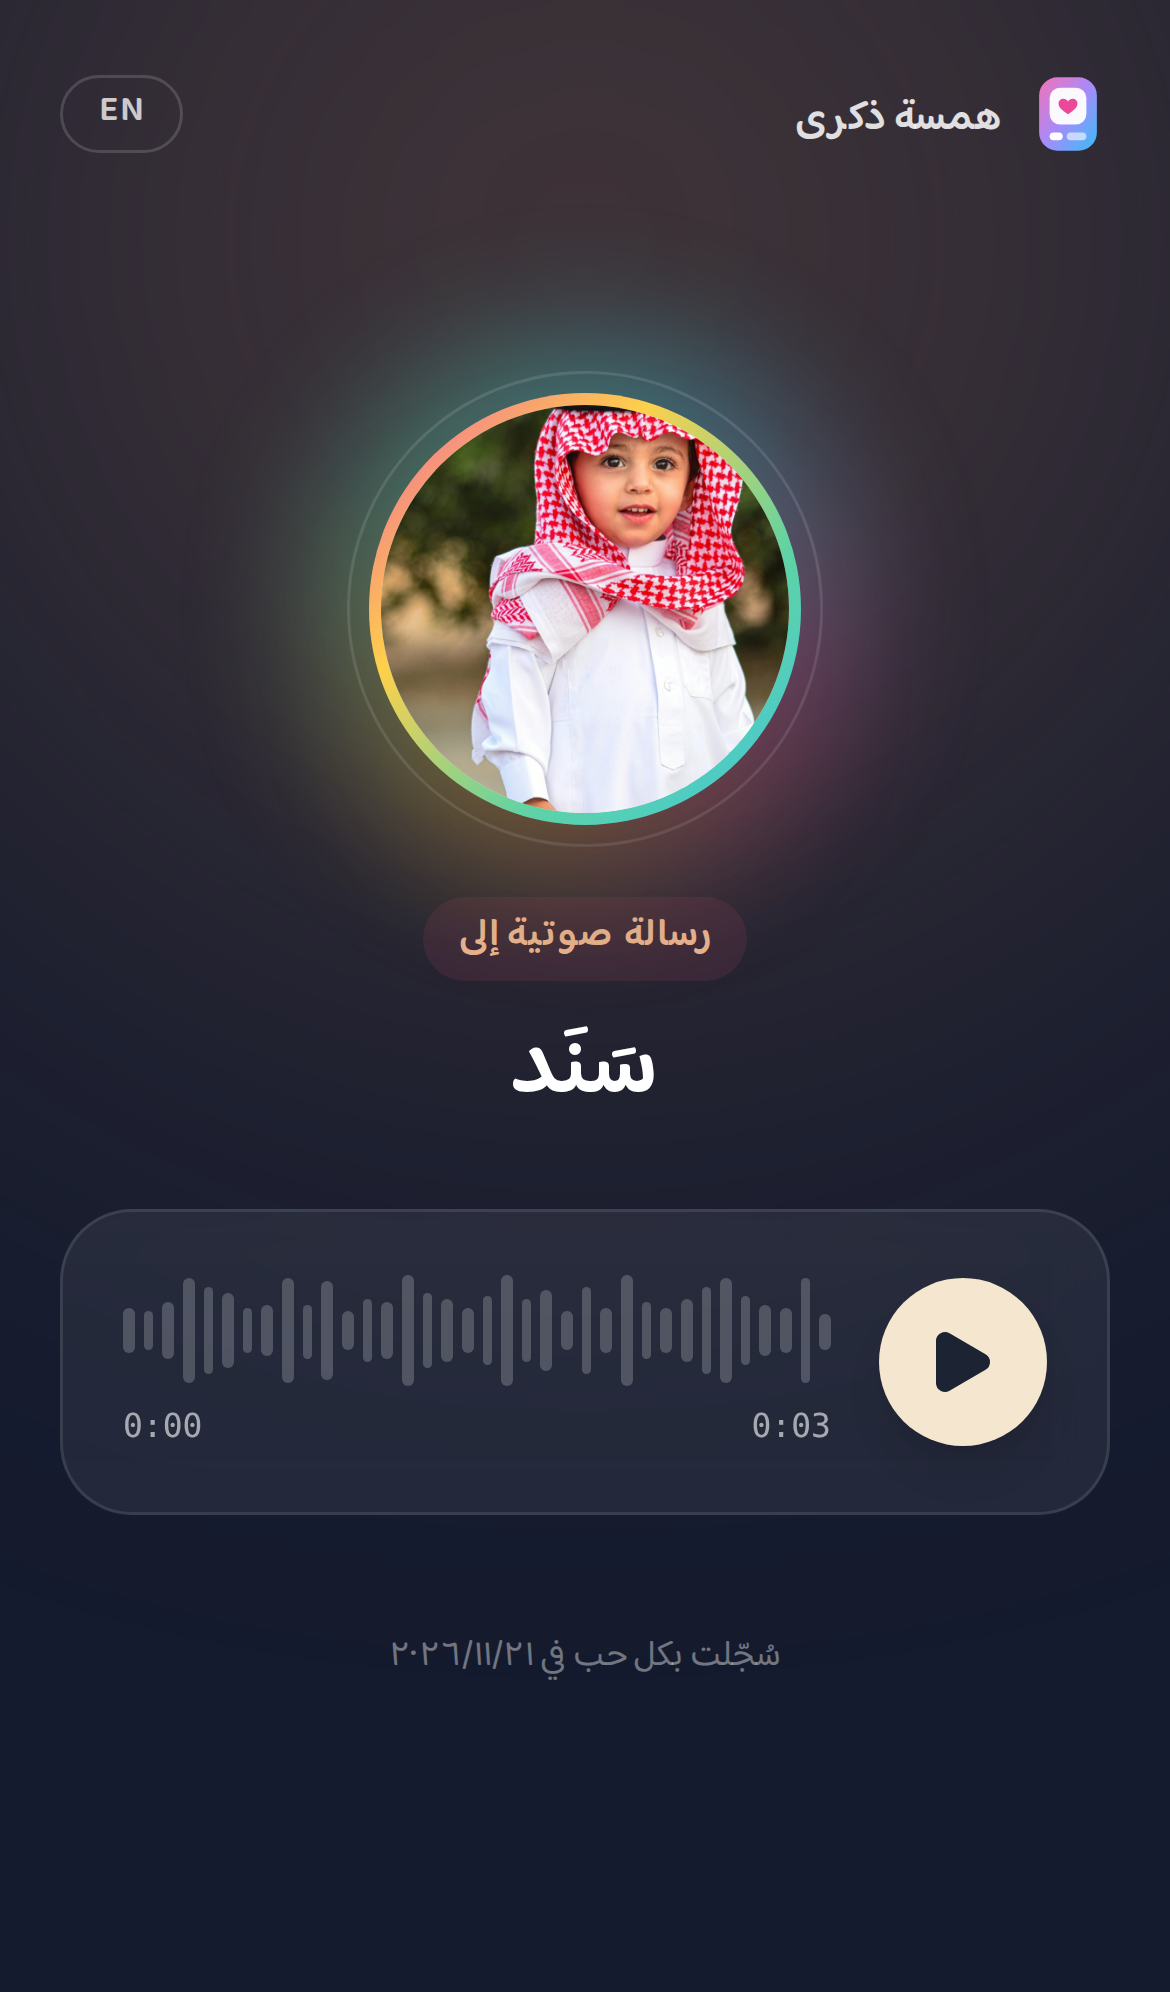 همسة ذكرى
EN
رسالة صوتية إلى
سَنَد
0:00
0:03
سُجّلت بكل حب في ٢٠٢٦/١١/٢١